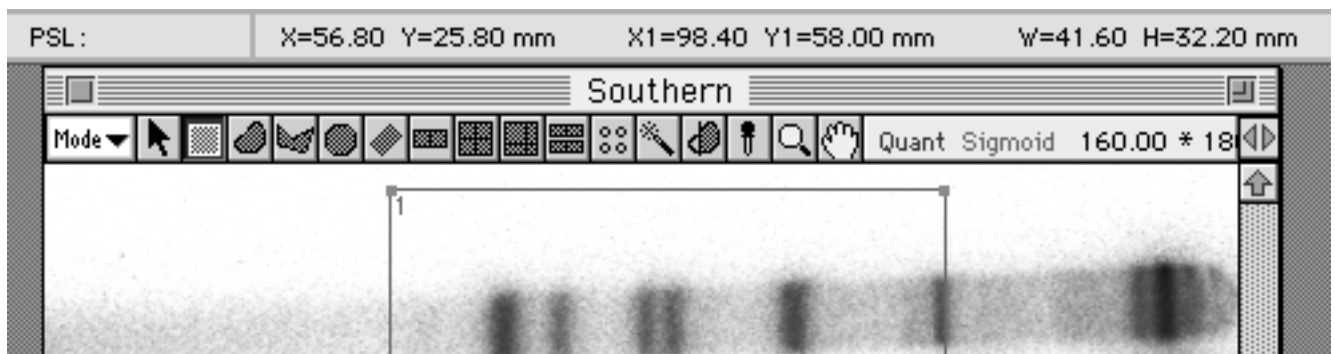 PSL: X=56.80 Y=25.80 mm X1=98.40 Y1=58.00 mm W=41.60 H=32.20 mm
Southern
Mode Quant Sigmoid 160.00 * 18
1